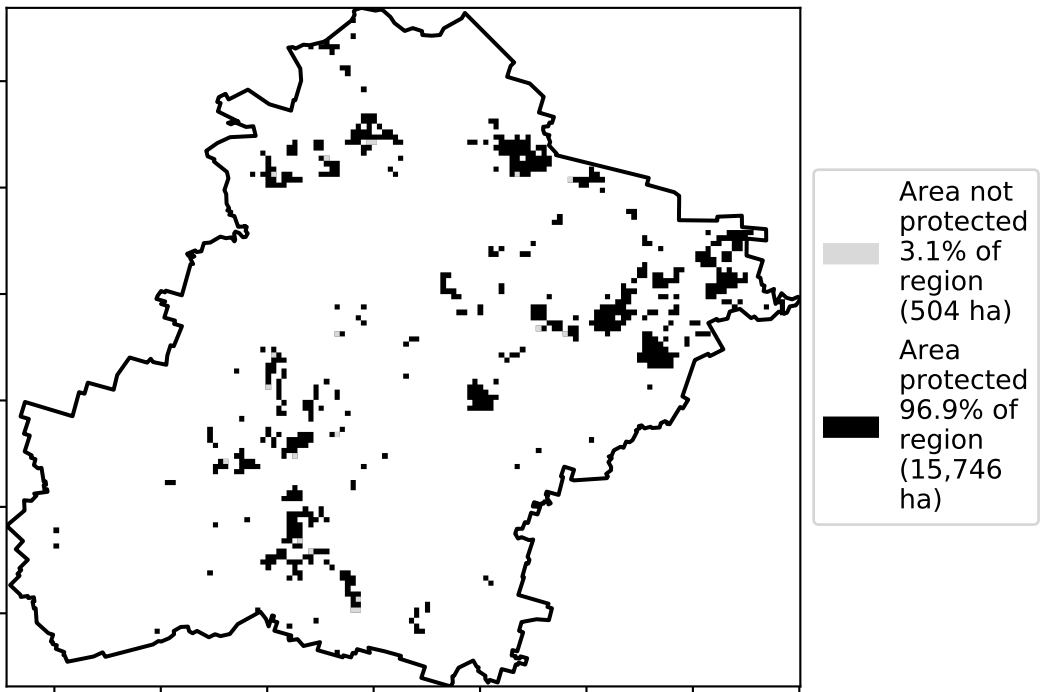 Area not
protected
3.1% of
region
(504 ha)
Area
protected
96.9% of
region
(15,746
ha)